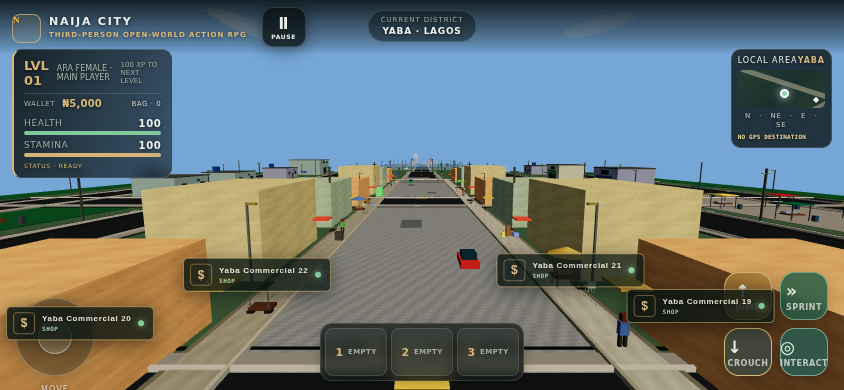 N
NAIJA CITY
THIRD-PERSON OPEN-WORLD ACTION RPG
PAUSE
CURRENT DISTRICT
YABA · LAGOS
LVL 01
ARA FEMALE · MAIN PLAYER
100 XP TO NEXT LEVEL
WALLET ₦5,000
BAG · 0
HEALTH 100
STAMINA 100
STATUS · READY
LOCAL AREA YABA
N · NE · E · SE
NO GPS DESTINATION
$ Yaba Commercial 22
SHOP
$ Yaba Commercial 21
SHOP
$ Yaba Commercial 20
SHOP
$ Yaba Commercial 19
SHOP
SPRINT
CROUCH
INTERACT
MOVE
1 EMPTY
2 EMPTY
3 EMPTY